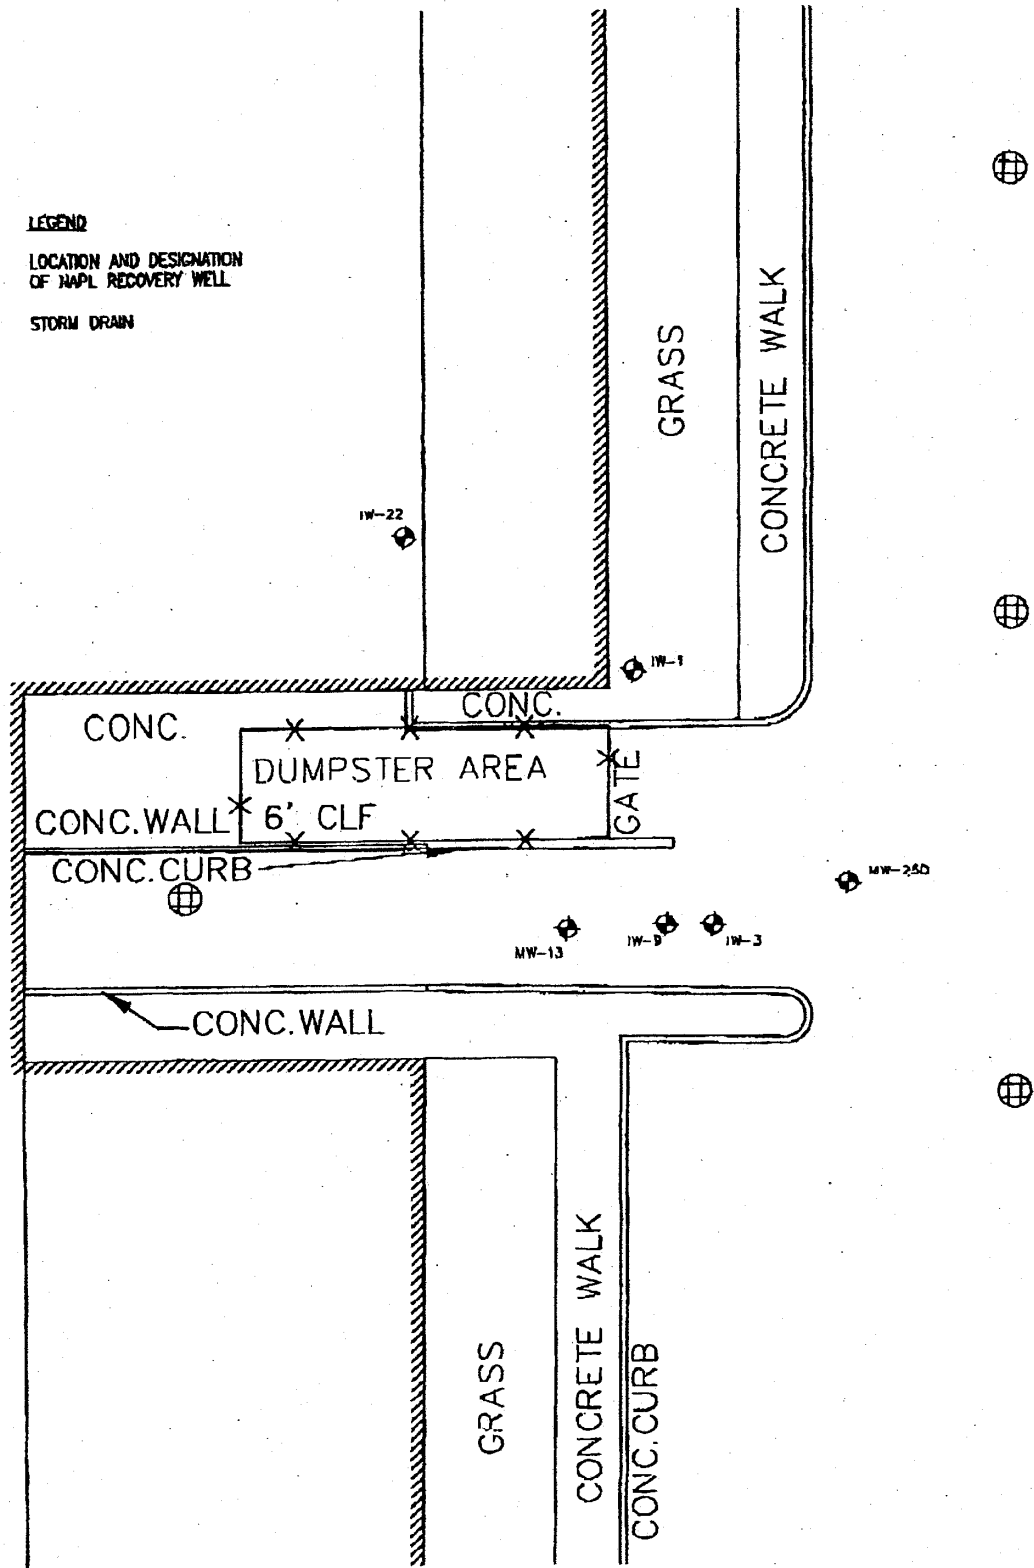 LEGEND
LOCATION AND DESIGNATION
OF NAPL RECOVERY WELL
STORM DRAIN
GRASS
CONCRETE WALK
IW-22
IW-1
CONC.
CONC.
DUMPSTER AREA
GATE
CONC.WALL
6' CLF
CONC.CURB
MW-25D
MW-13
IW-9
IW-3
CONC.WALL
GRASS
CONCRETE WALK
CONC.CURB